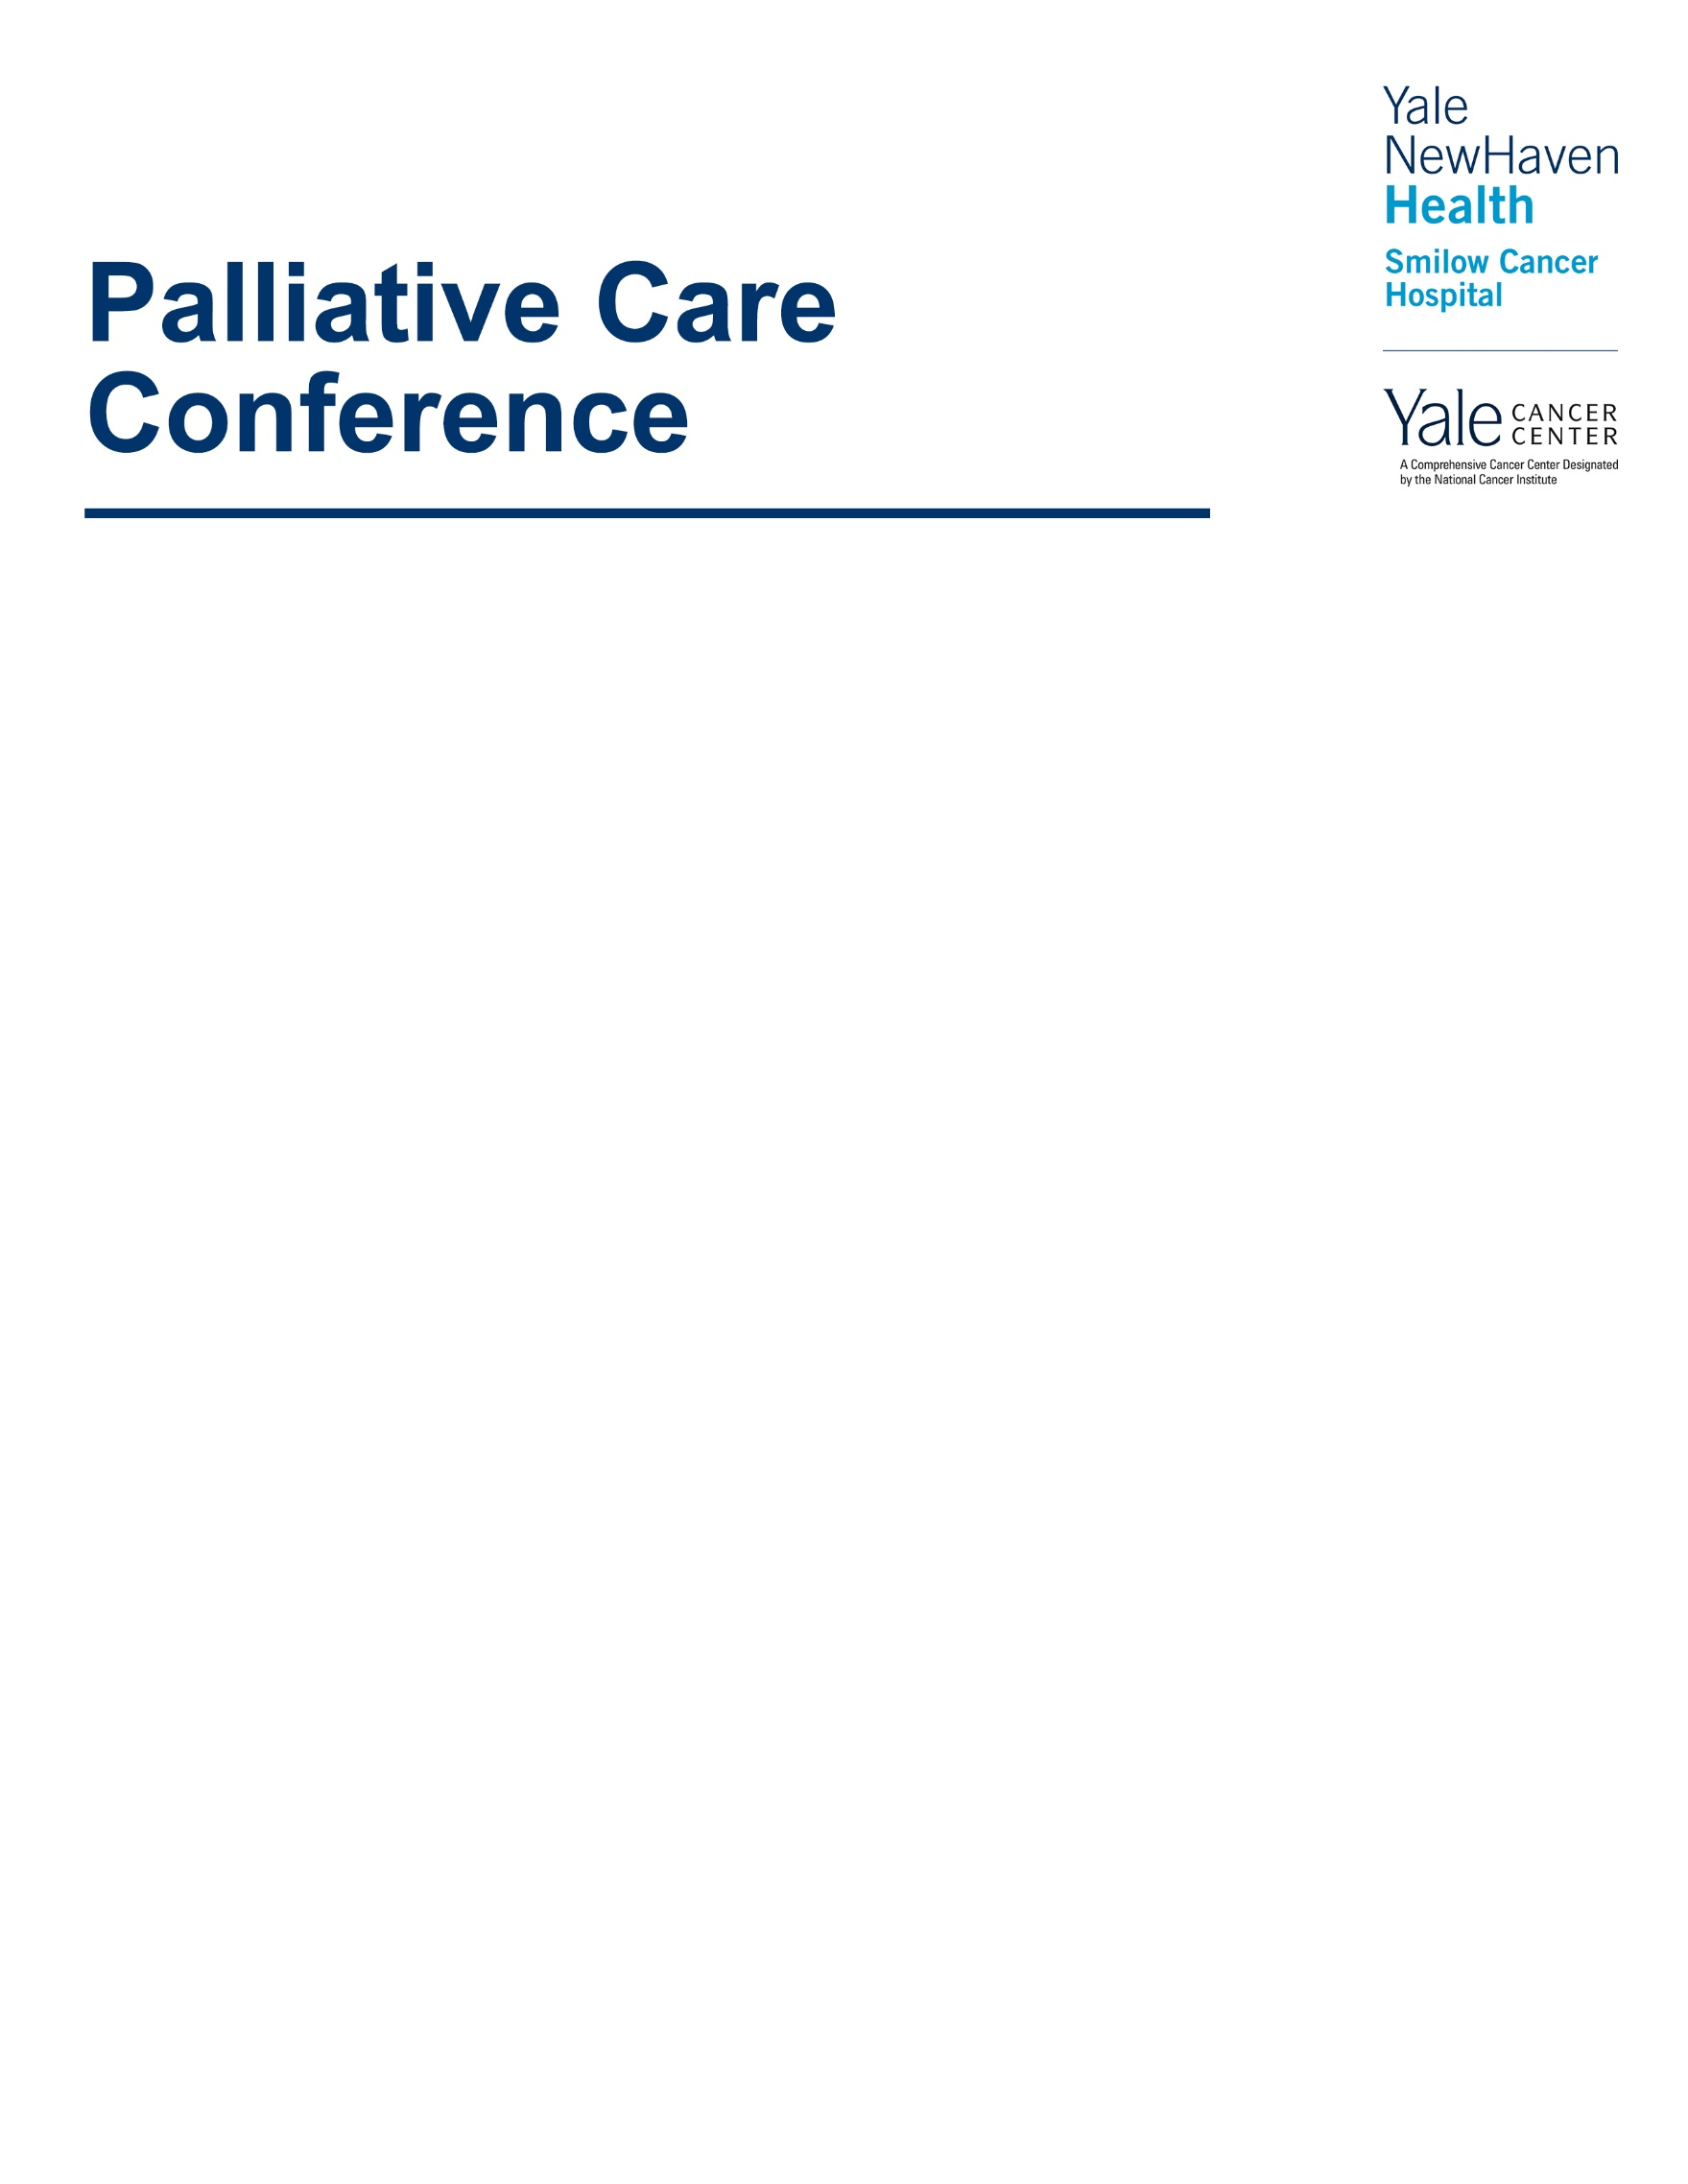 Palliative Care
Conference
Yale
NewHaven
Health
Smilow Cancer
Hospital
Yale CANCER
CENTER
A Comprehensive Cancer Center Designated
by the National Cancer Institute